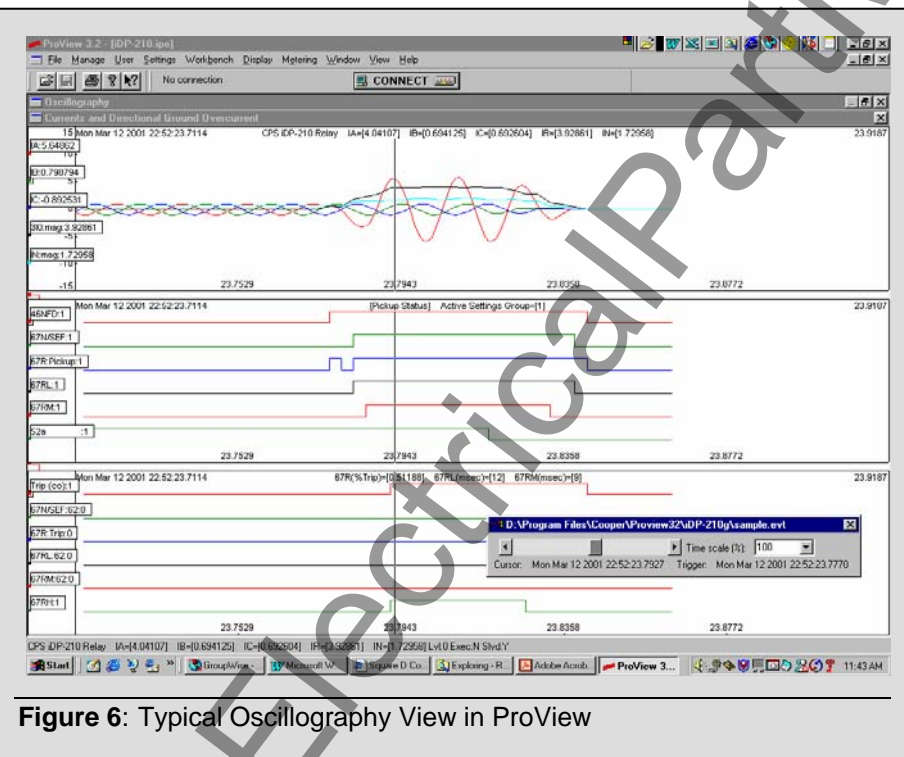 ProView 3.2 - [iDP-210.ipe]
File Manage User Settings Workbench Display Metering Window View Help
No connection
CONNECT
Oscillography
Currents and Directional Ground Overcurrent
15 Mon Mar 12 2001 22:52:23.7114 CPS iDP-210 Relay IA=[4.04107] IB=[0.694125] IC=[0.692604] IR=[3.92861] IN=[1.72958] 23.9187
IA:5.64862
10
IB:0.798794
5
IC:-0.892531
0
3I0:mag:3.92861
-5
IN:mag:1.72958
-10
-15 23.7529 23.7943 23.8358 23.8772
Mon Mar 12 2001 22:52:23.7114 [Pickup Status] Active Settings Group=[1] 23.9187
46NFD:1
67N/SEF:1
67R:Pickup:1
67RL:1
67RM:1
52a :1
23.7529 23.7943 23.8358 23.8772
Mon Mar 12 2001 22:52:23.7114 67R(%Trip)=[0.51188] 67RL(msec)=[12] 67RM(msec)=[9] 23.9187
Trip (co):1
67N/SEF:62:0
67R:Trip:0
67RL:62:0
67RM:62:0
67RH:1
D:\Program Files\Cooper\Proview32\iDP-210g\sample.evt
Time scale (%): 100
Cursor: Mon Mar 12 2001 22:52:23.7927 Trigger: Mon Mar 12 2001 22:52:23.7770
23.7529 23.7943 23.8358 23.8772
CPS iDP-210 Relay IA=[4.04107] IB=[0.694125] IC=[0.692604] IR=[3.92861] IN=[1.72958] Lvl:0 Exec:N Slvd:Y
Start GroupWise - Microsoft W... Square D Co. Exploring - R... Adobe Acrob... ProView 3... 11:43 AM
Figure 6: Typical Oscillography View in ProView